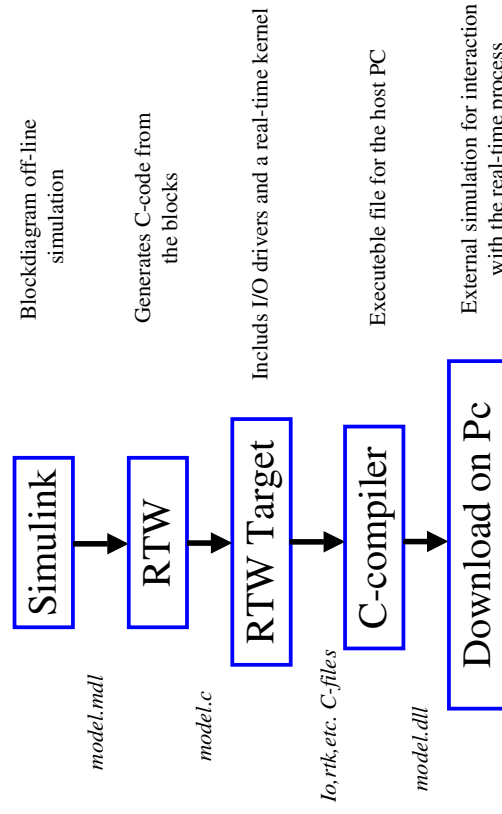 Simulink
Blockdiagram off-line
simulation
model.mdl
RTW
Generates C-code from
the blocks
model.c
RTW Target
Includs I/O drivers and a real-time kernel
Io,rtk,etc. C-files
C-compiler
Executeble file for the host PC
model.dll
Download on Pc
External simulation for interaction
with the real-time process